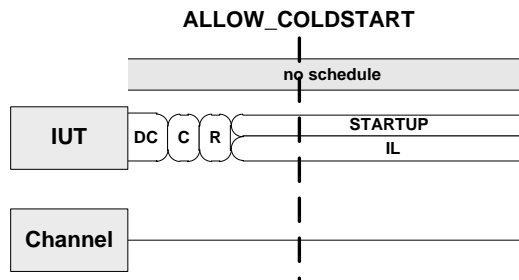 ALLOW_COLDSTART
no schedule
IUT
DC
C
R
STARTUP
IL
Channel